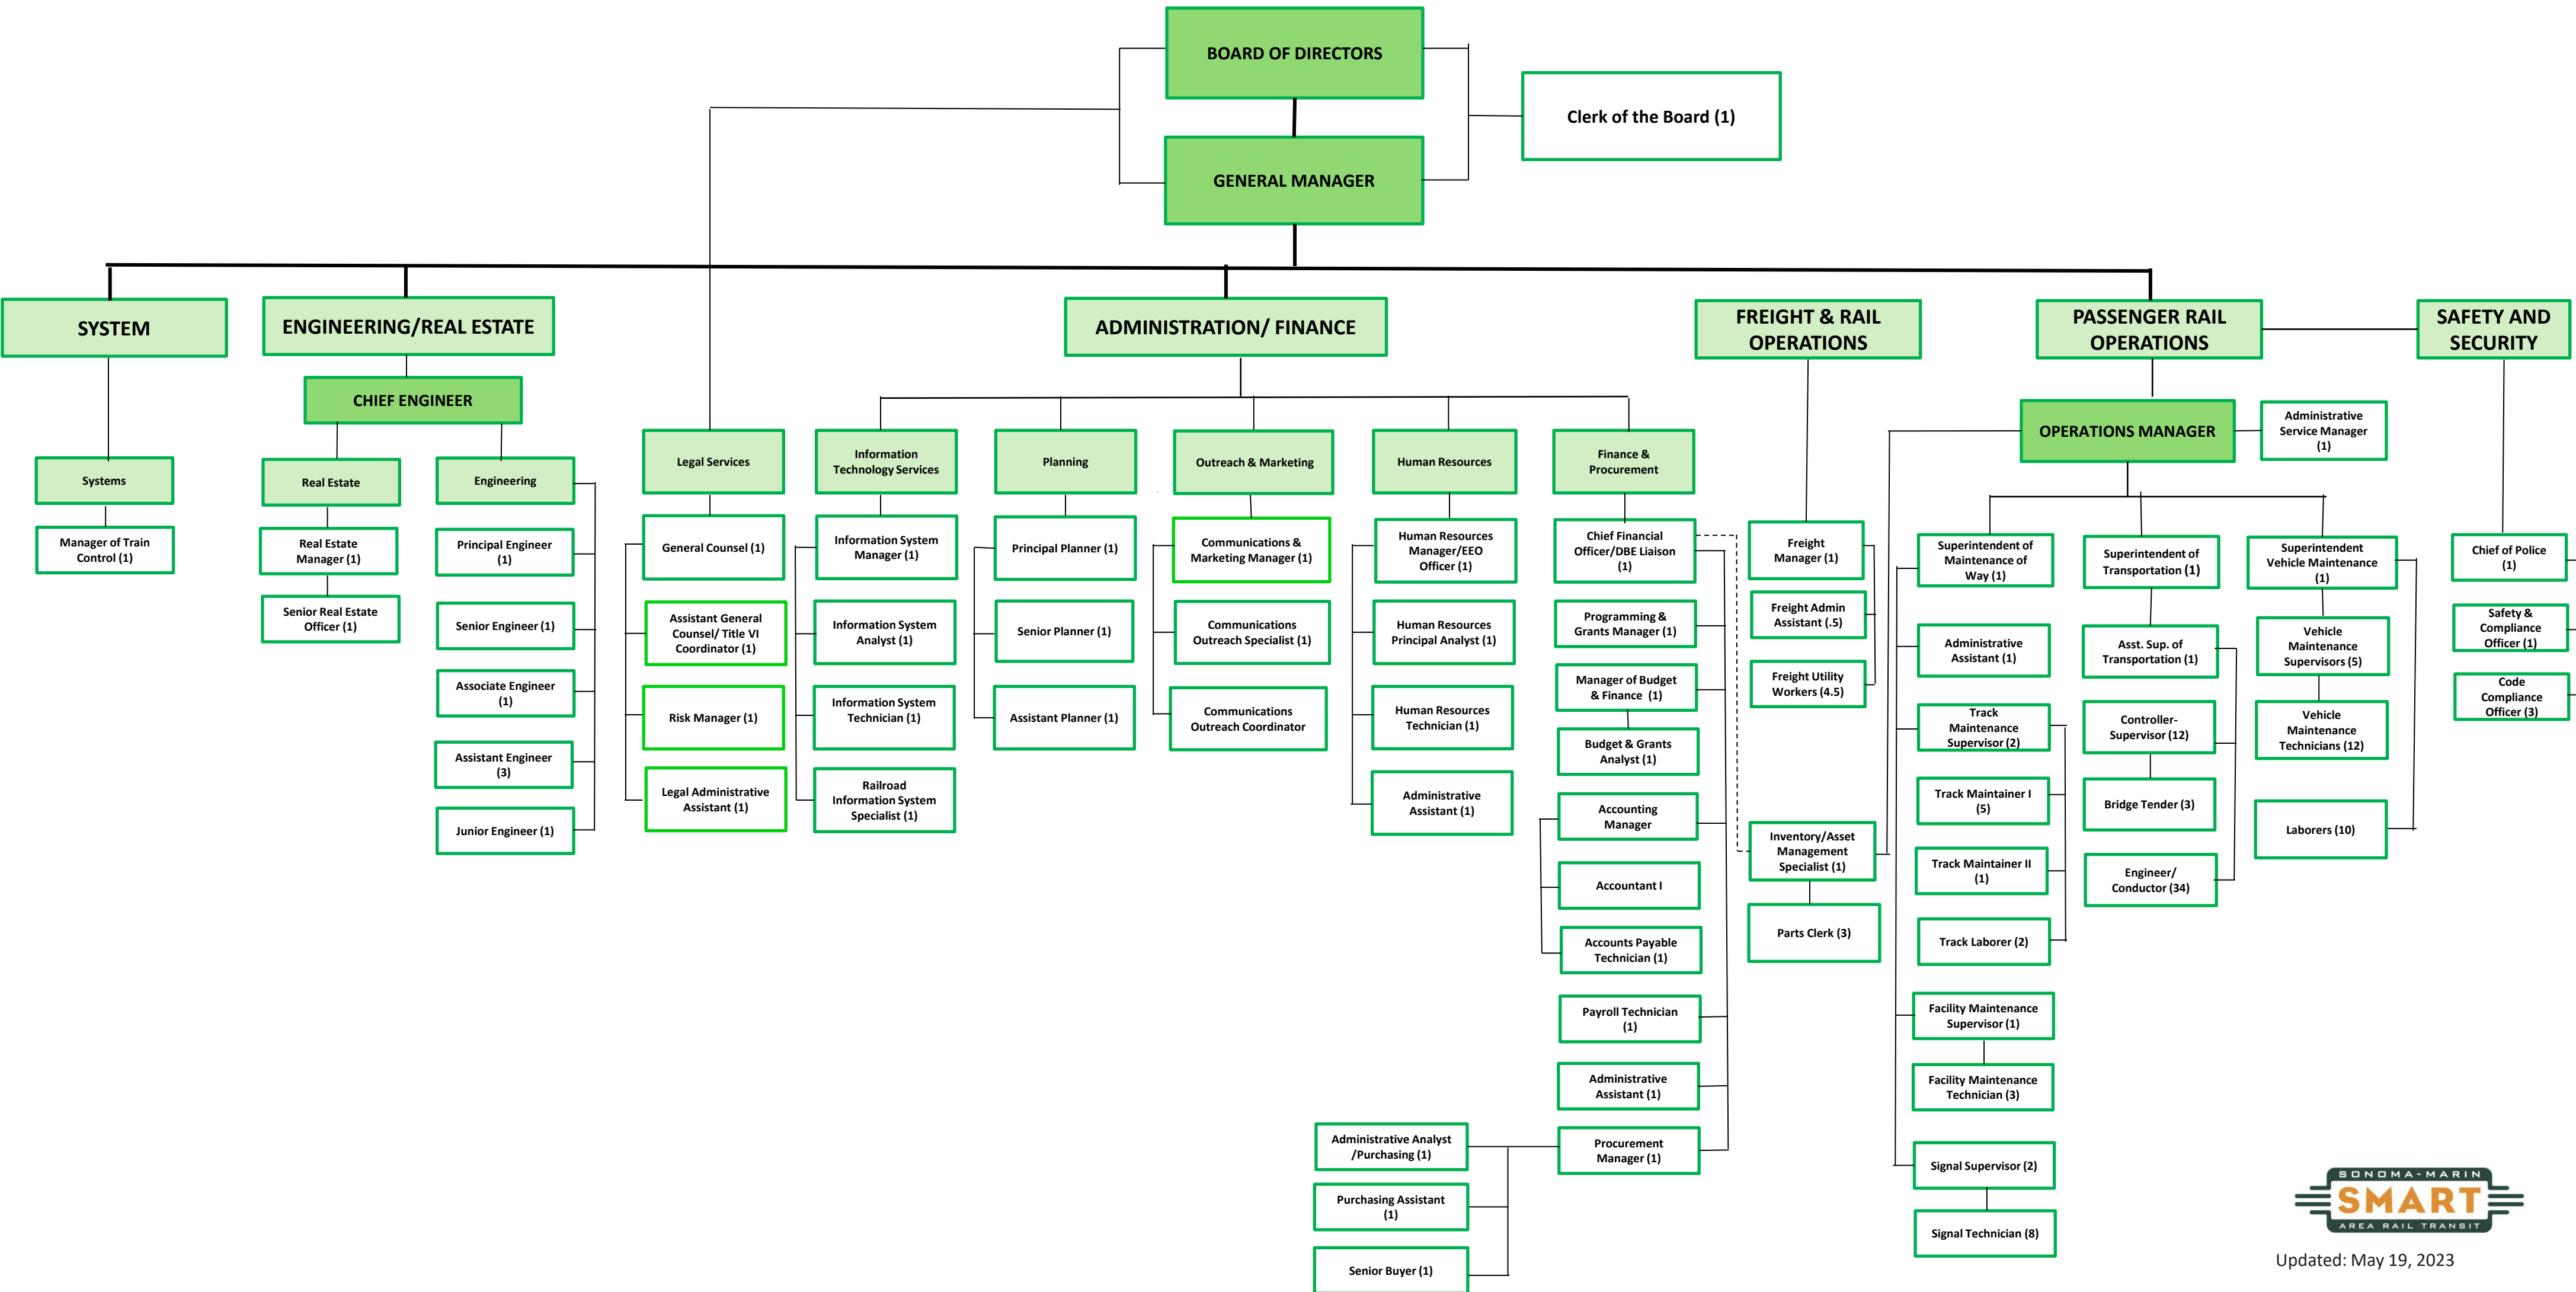 BOARD OF DIRECTORS
Clerk of the Board (1)
GENERAL MANAGER
SYSTEM
ENGINEERING/REAL ESTATE
ADMINISTRATION/ FINANCE
FREIGHT & RAIL
OPERATIONS
PASSENGER RAIL
OPERATIONS
SAFETY AND
SECURITY
CHIEF ENGINEER
OPERATIONS MANAGER
Administrative
Service Manager
(1)
Systems
Manager of Train
Control (1)
Real Estate
Real Estate
Manager (1)
Senior Real Estate
Officer (1)
Engineering
Principal Engineer
(1)
Senior Engineer (1)
Associate Engineer
(1)
Assistant Engineer
(3)
Junior Engineer (1)
Legal Services
General Counsel (1)
Assistant General
Counsel/ Title VI
Coordinator (1)
Risk Manager (1)
Legal Administrative
Assistant (1)
Information
Technology Services
Information System
Manager (1)
Information System
Analyst (1)
Information System
Technician (1)
Railroad
Information System
Specialist (1)
Planning
Principal Planner (1)
Senior Planner (1)
Assistant Planner (1)
Outreach & Marketing
Communications &
Marketing Manager (1)
Communications
Outreach Specialist (1)
Communications
Outreach Coordinator
Human Resources
Human Resources
Manager/EEO
Officer (1)
Human Resources
Principal Analyst (1)
Human Resources
Technician (1)
Administrative
Assistant (1)
Finance &
Procurement
Chief Financial
Officer/DBE Liaison
(1)
Programming &
Grants Manager (1)
Manager of Budget
& Finance (1)
Budget & Grants
Analyst (1)
Accounting
Manager
Accountant I
Accounts Payable
Technician (1)
Payroll Technician
(1)
Administrative
Assistant (1)
Procurement
Manager (1)
Administrative Analyst
/Purchasing (1)
Purchasing Assistant
(1)
Senior Buyer (1)
Freight
Manager (1)
Freight Admin
Assistant (.5)
Freight Utility
Workers (4.5)
Inventory/Asset
Management
Specialist (1)
Parts Clerk (3)
Superintendent of
Maintenance of
Way (1)
Administrative
Assistant (1)
Track
Maintenance
Supervisor (2)
Track Maintainer I
(5)
Track Maintainer II
(1)
Track Laborer (2)
Facility Maintenance
Supervisor (1)
Facility Maintenance
Technician (3)
Signal Supervisor (2)
Signal Technician (8)
Superintendent of
Transportation (1)
Asst. Sup. of
Transportation (1)
Controller-
Supervisor (12)
Bridge Tender (3)
Engineer/
Conductor (34)
Superintendent
Vehicle Maintenance
(1)
Vehicle
Maintenance
Supervisors (5)
Vehicle
Maintenance
Technicians (12)
Laborers (10)
Chief of Police
(1)
Safety &
Compliance
Officer (1)
Code
Compliance
Officer (3)
SONOMA-MARIN
SMART
AREA RAIL TRANSIT
Updated: May 19, 2023